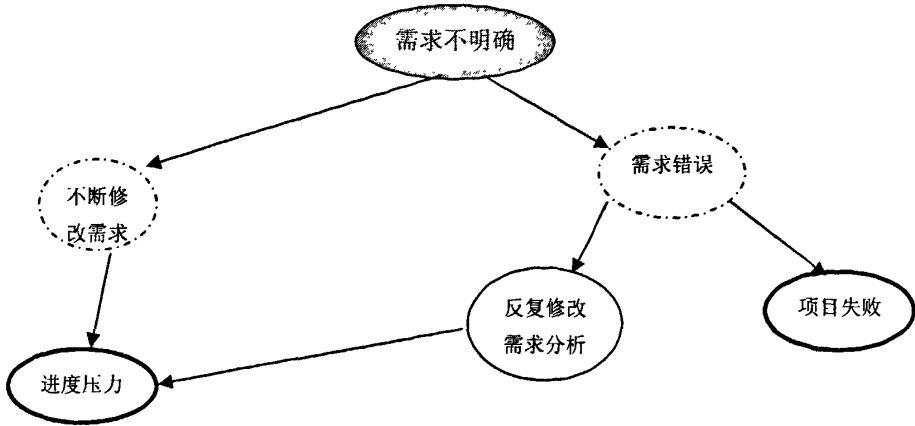 需求不明确
需求错误
不断修
改需求
反复修改
需求分析
项目失败
进度压力